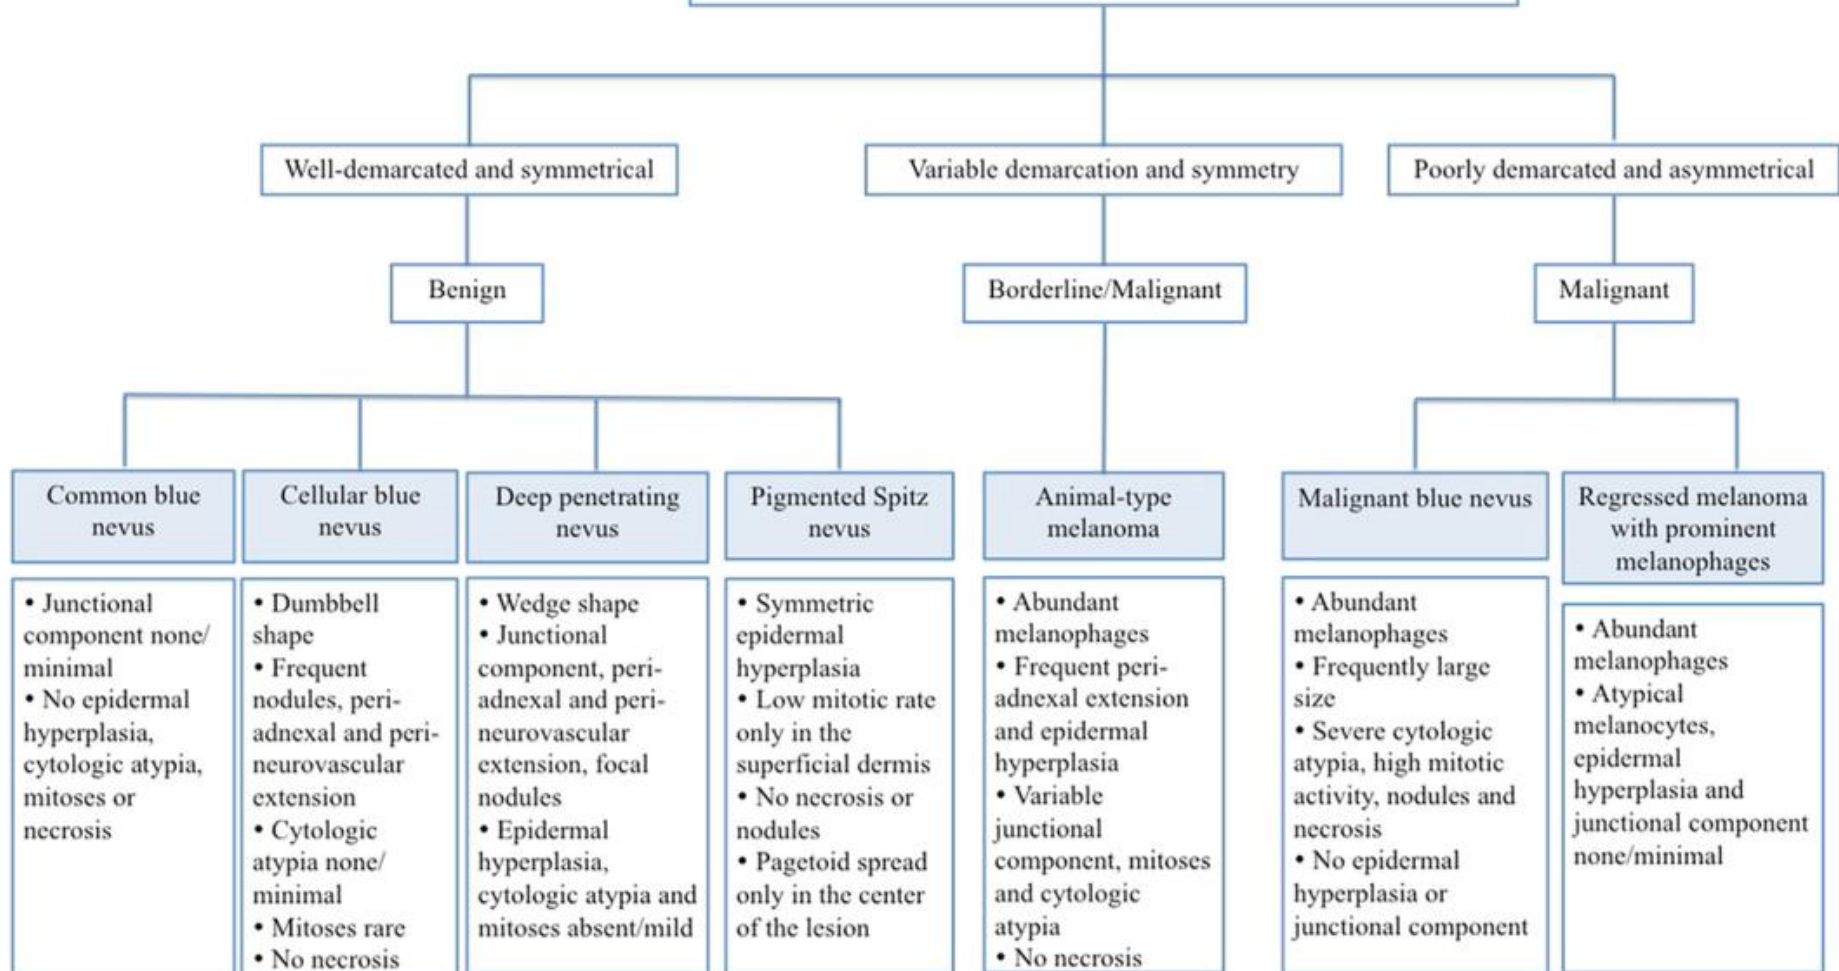 Well-demarcated and symmetrical
Variable demarcation and symmetry
Poorly demarcated and asymmetrical
Benign
Borderline/Malignant
Malignant
Common blue
nevus
Cellular blue
nevus
Deep penetrating
nevus
Pigmented Spitz
nevus
Animal-type
melanoma
Malignant blue nevus
Regressed melanoma
with prominent
melanophages
• Junctional
component none/
minimal
• No epidermal
hyperplasia,
cytologic atypia,
mitoses or
necrosis
• Dumbbell
shape
• Frequent
nodules, peri-
adnexal and peri-
neurovascular
extension
• Cytologic
atypia none/
minimal
• Mitoses rare
• No necrosis
• Wedge shape
• Junctional
component, peri-
adnexal and peri-
neurovascular
extension, focal
nodules
• Epidermal
hyperplasia,
cytologic atypia and
mitoses absent/mild
• Symmetric
epidermal
hyperplasia
• Low mitotic rate
only in the
superficial dermis
• No necrosis or
nodules
• Pagetoid spread
only in the center
of the lesion
• Abundant
melanophages
• Frequent peri-
adnexal extension
and epidermal
hyperplasia
• Variable
junctional
component, mitoses
and cytologic
atypia
• No necrosis
• Abundant
melanophages
• Frequently large
size
• Severe cytologic
atypia, high mitotic
activity, nodules and
necrosis
• No epidermal
hyperplasia or
junctional component
• Abundant
melanophages
• Atypical
melanocytes,
epidermal
hyperplasia and
junctional component
none/minimal